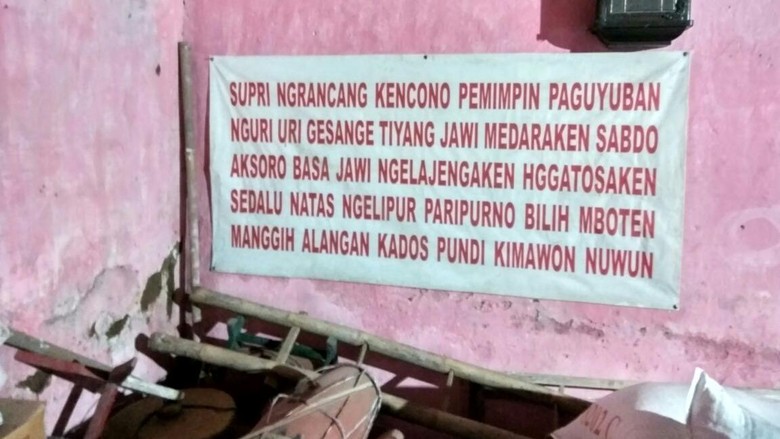 SUPRI NGRANCANG KENCONO PEMIMPIN PAGUYUBAN
NGURI URI GESANGE TIYANG JAWI MEDARAKEN SABDO
AKSORO BASA JAWI NGELAJENGAKEN HGGATOSAKEN
SEDALU NATAS NGELIPUR PARIPURNO BILIH MBOTEN
MANGGIH ALANGAN KADOS PUNDI KIMAWON NUWUN